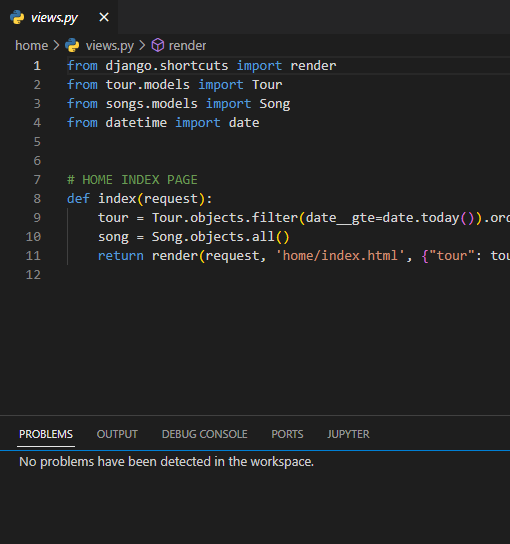 views.py
home > views.py > render
1 from django.shortcuts import render
2 from tour.models import Tour
3 from songs.models import Song
4 from datetime import date
5
6
7 # HOME INDEX PAGE
8 def index(request):
9 tour = Tour.objects.filter(date__gte=date.today()).ord
10 song = Song.objects.all()
11 return render(request, 'home/index.html', {"tour": tou
12
PROBLEMS OUTPUT DEBUG CONSOLE PORTS JUPYTER
No problems have been detected in the workspace.